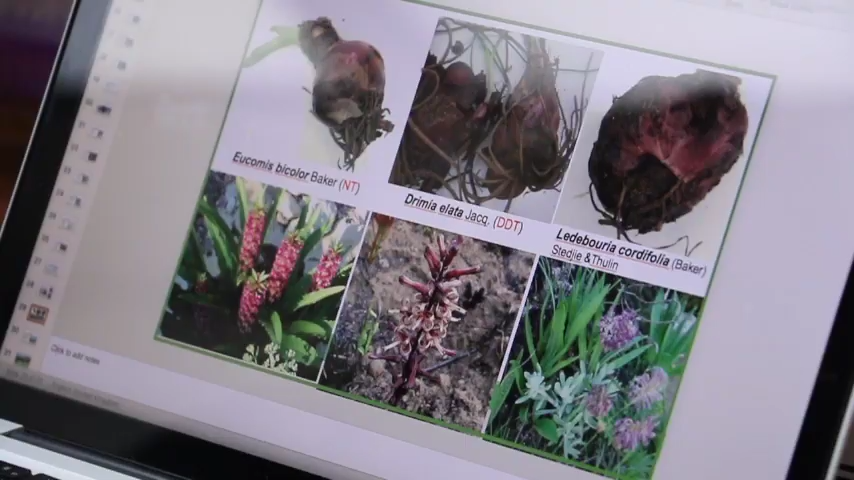 Eucomis bicolor Baker (NT)
Drimia elata Jacq. (DDT)
Ledebouria cordifolia (Baker)
Stedje &Thulin
Click to add notes